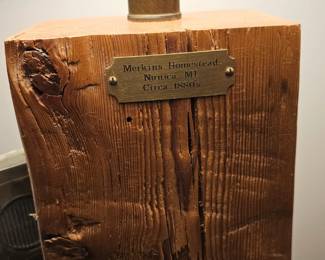 Merkins Homestead
Nunica MI
Circa 1880s